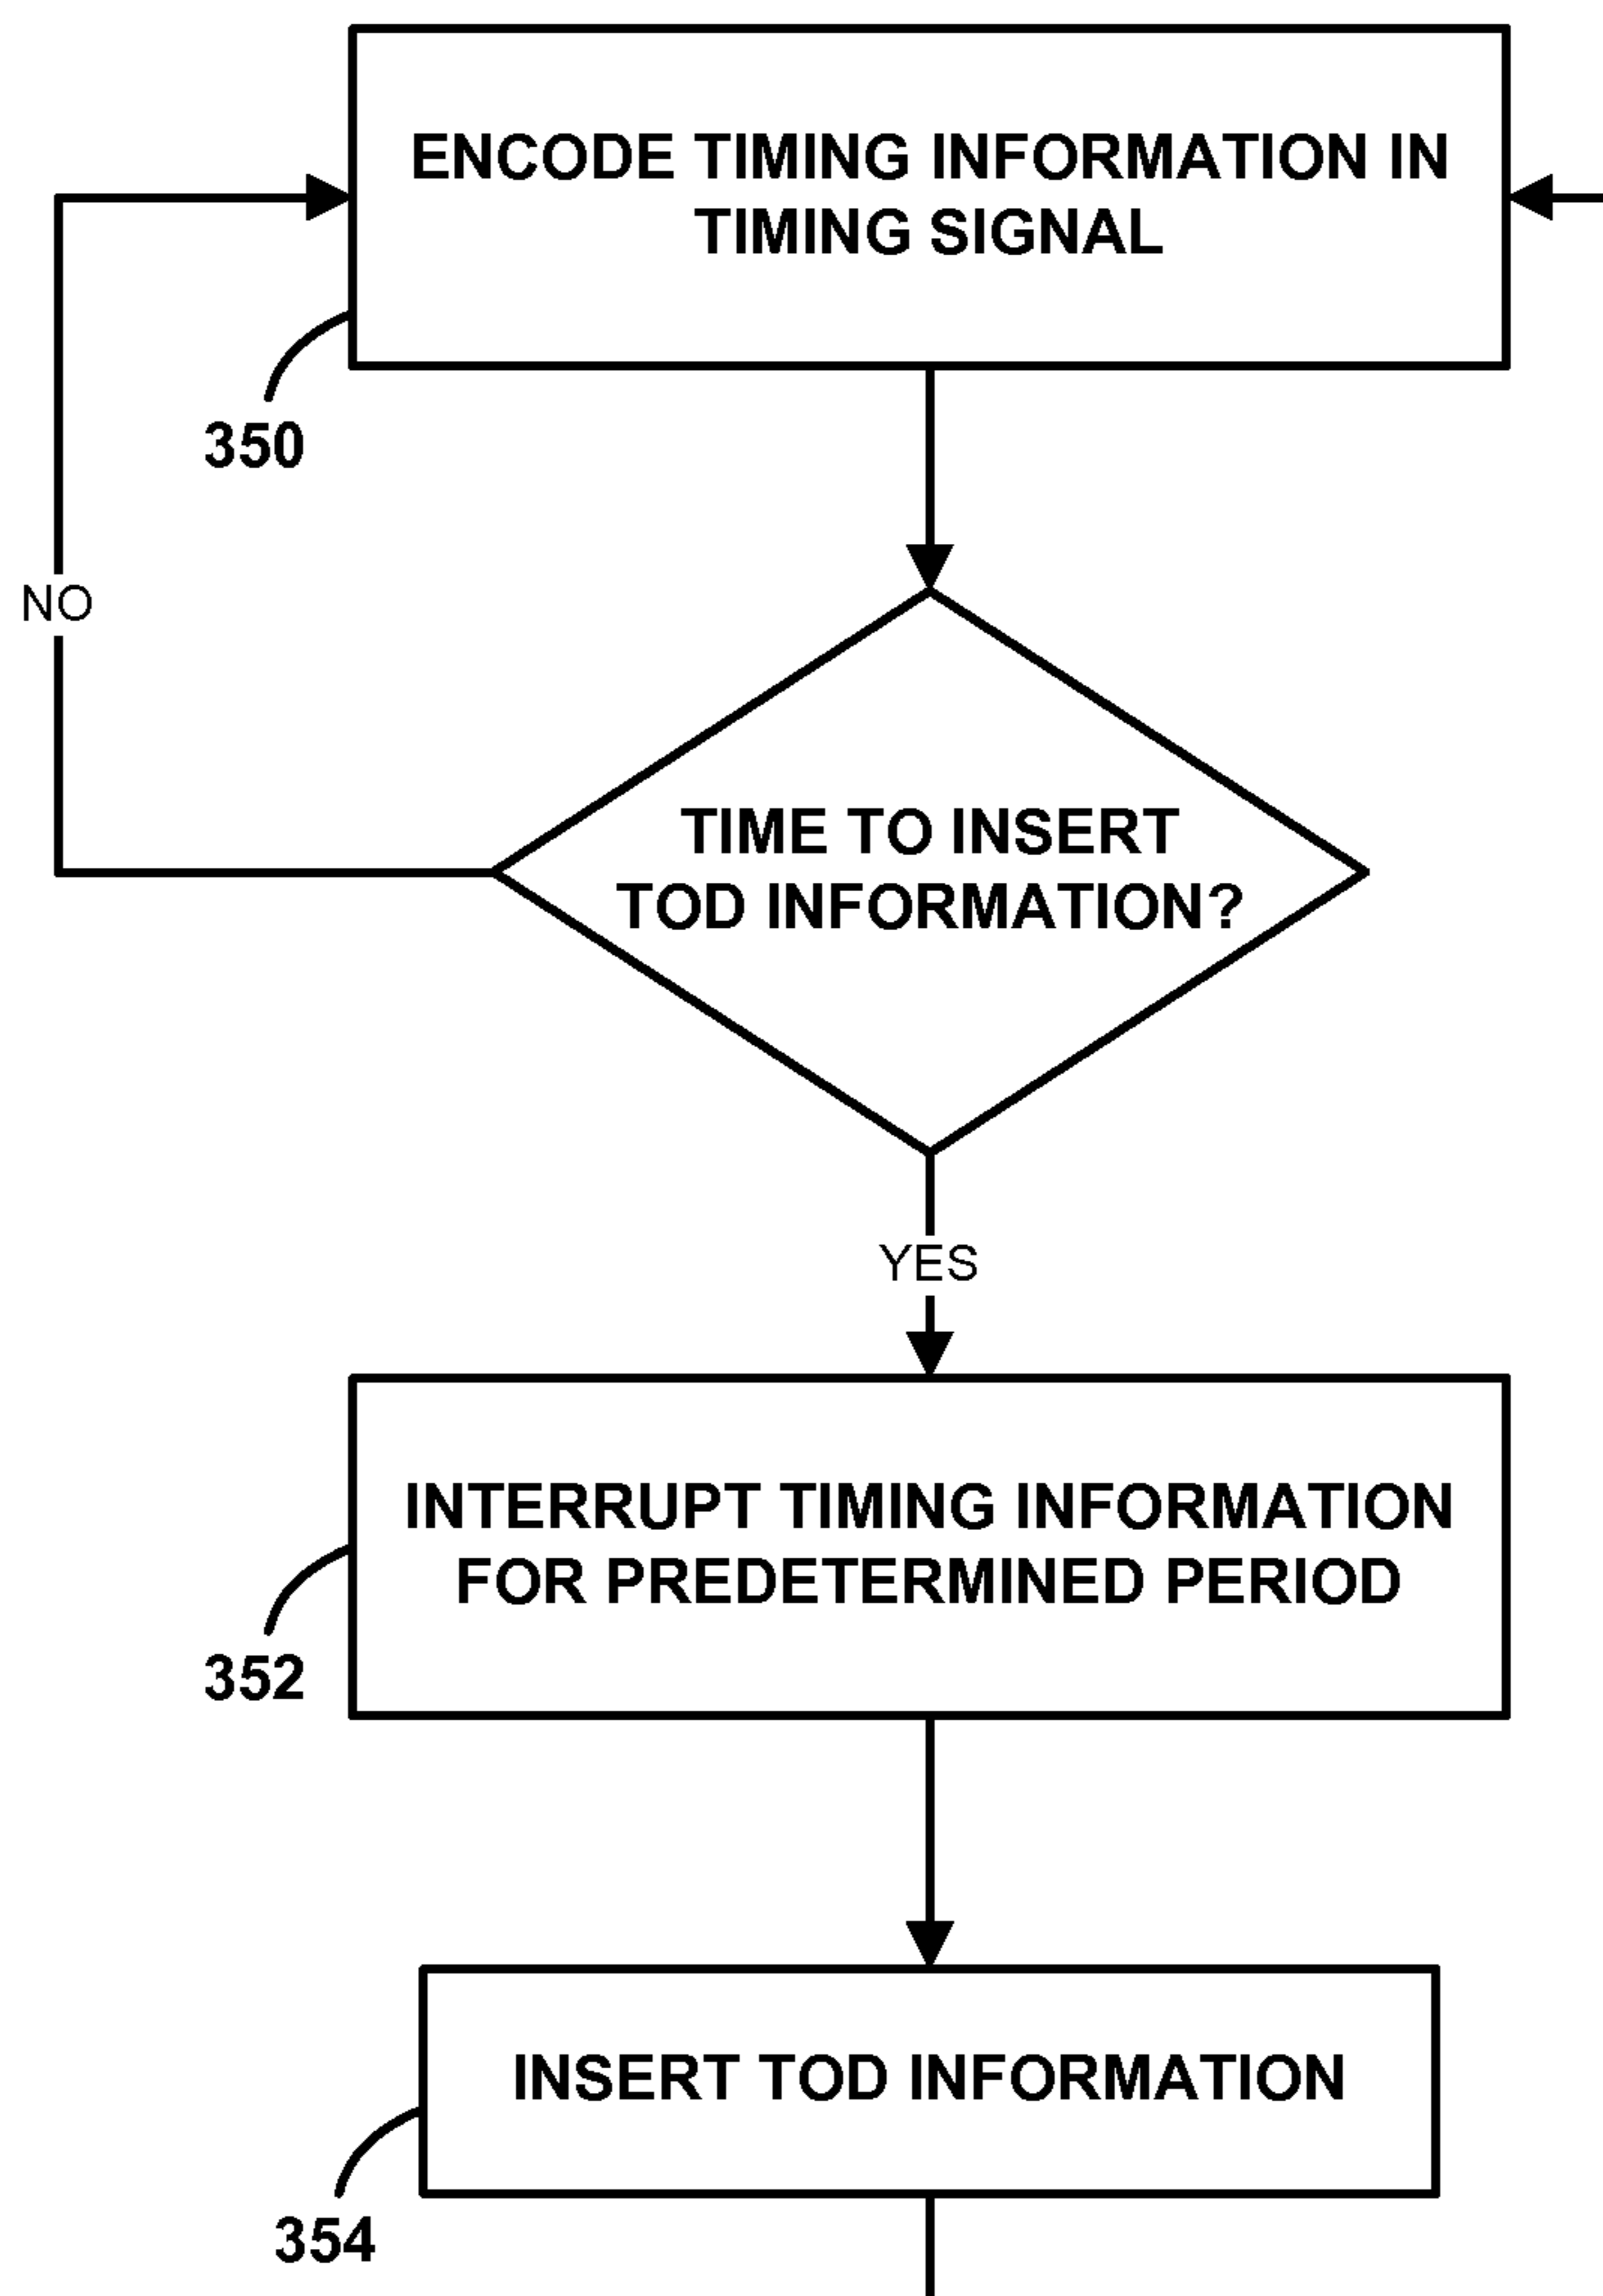 ENCODE TIMING INFORMATION IN
TIMING SIGNAL
350
NO
TIME TO INSERT
TOD INFORMATION?
YES
INTERRUPT TIMING INFORMATION
FOR PREDETERMINED PERIOD
352
INSERT TOD INFORMATION
354